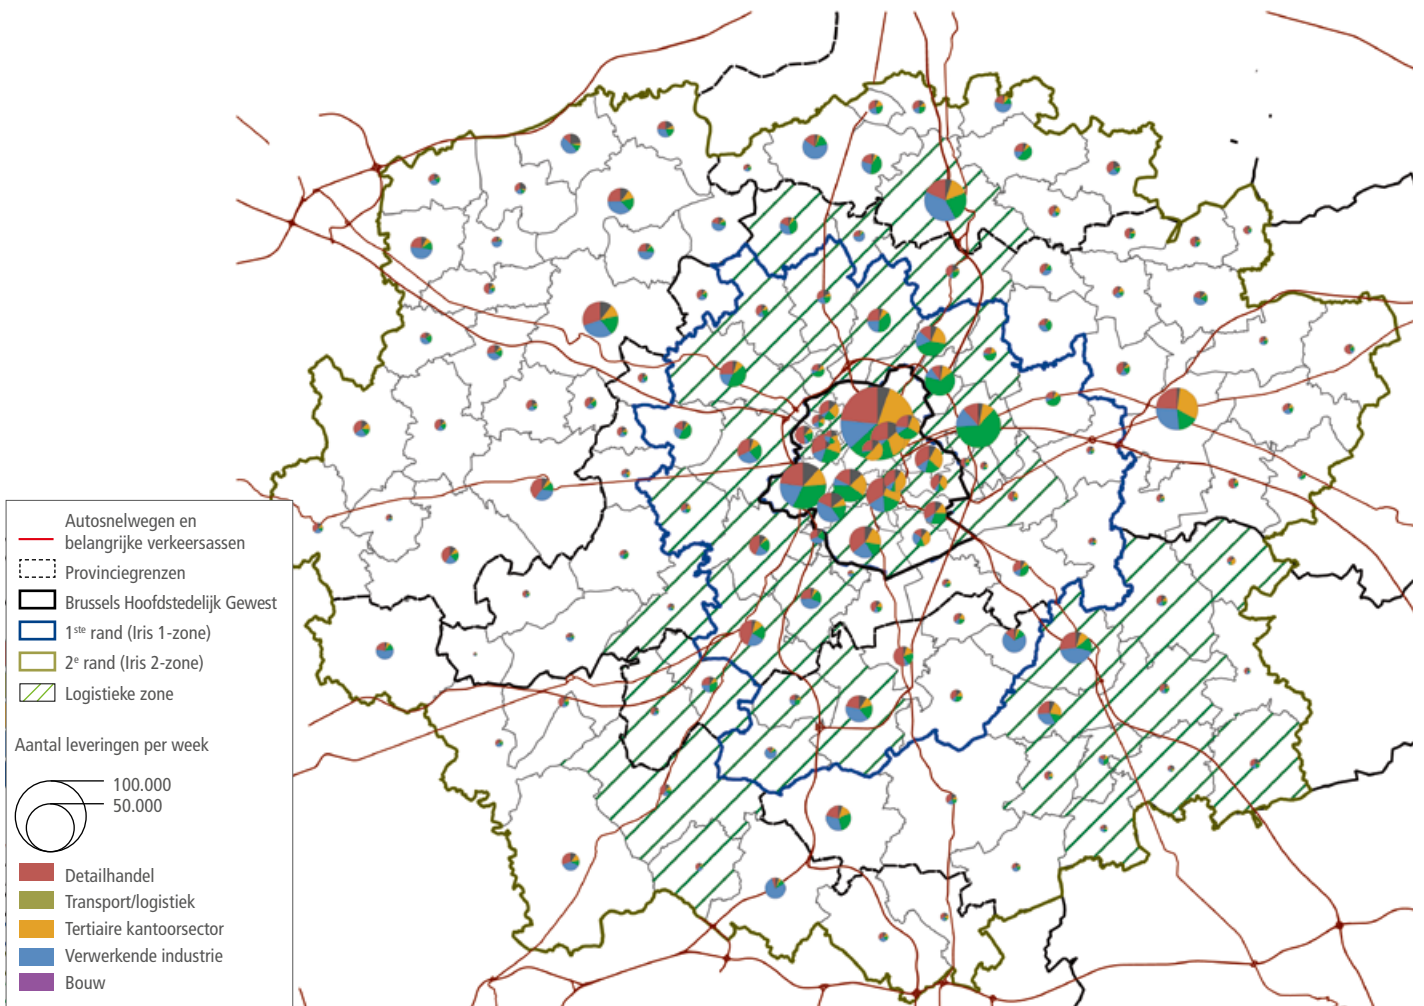 Autosnelwegen en
belangrijke verkeersassen
Provinciegrenzen
Brussels Hoofdstedelijk Gewest
1ste rand (Iris 1-zone)
2e rand (Iris 2-zone)
Logistieke zone
Aantal leveringen per week
100.000
50.000
Detailhandel
Transport/logistiek
Tertiaire kantoorsector
Verwerkende industrie
Bouw